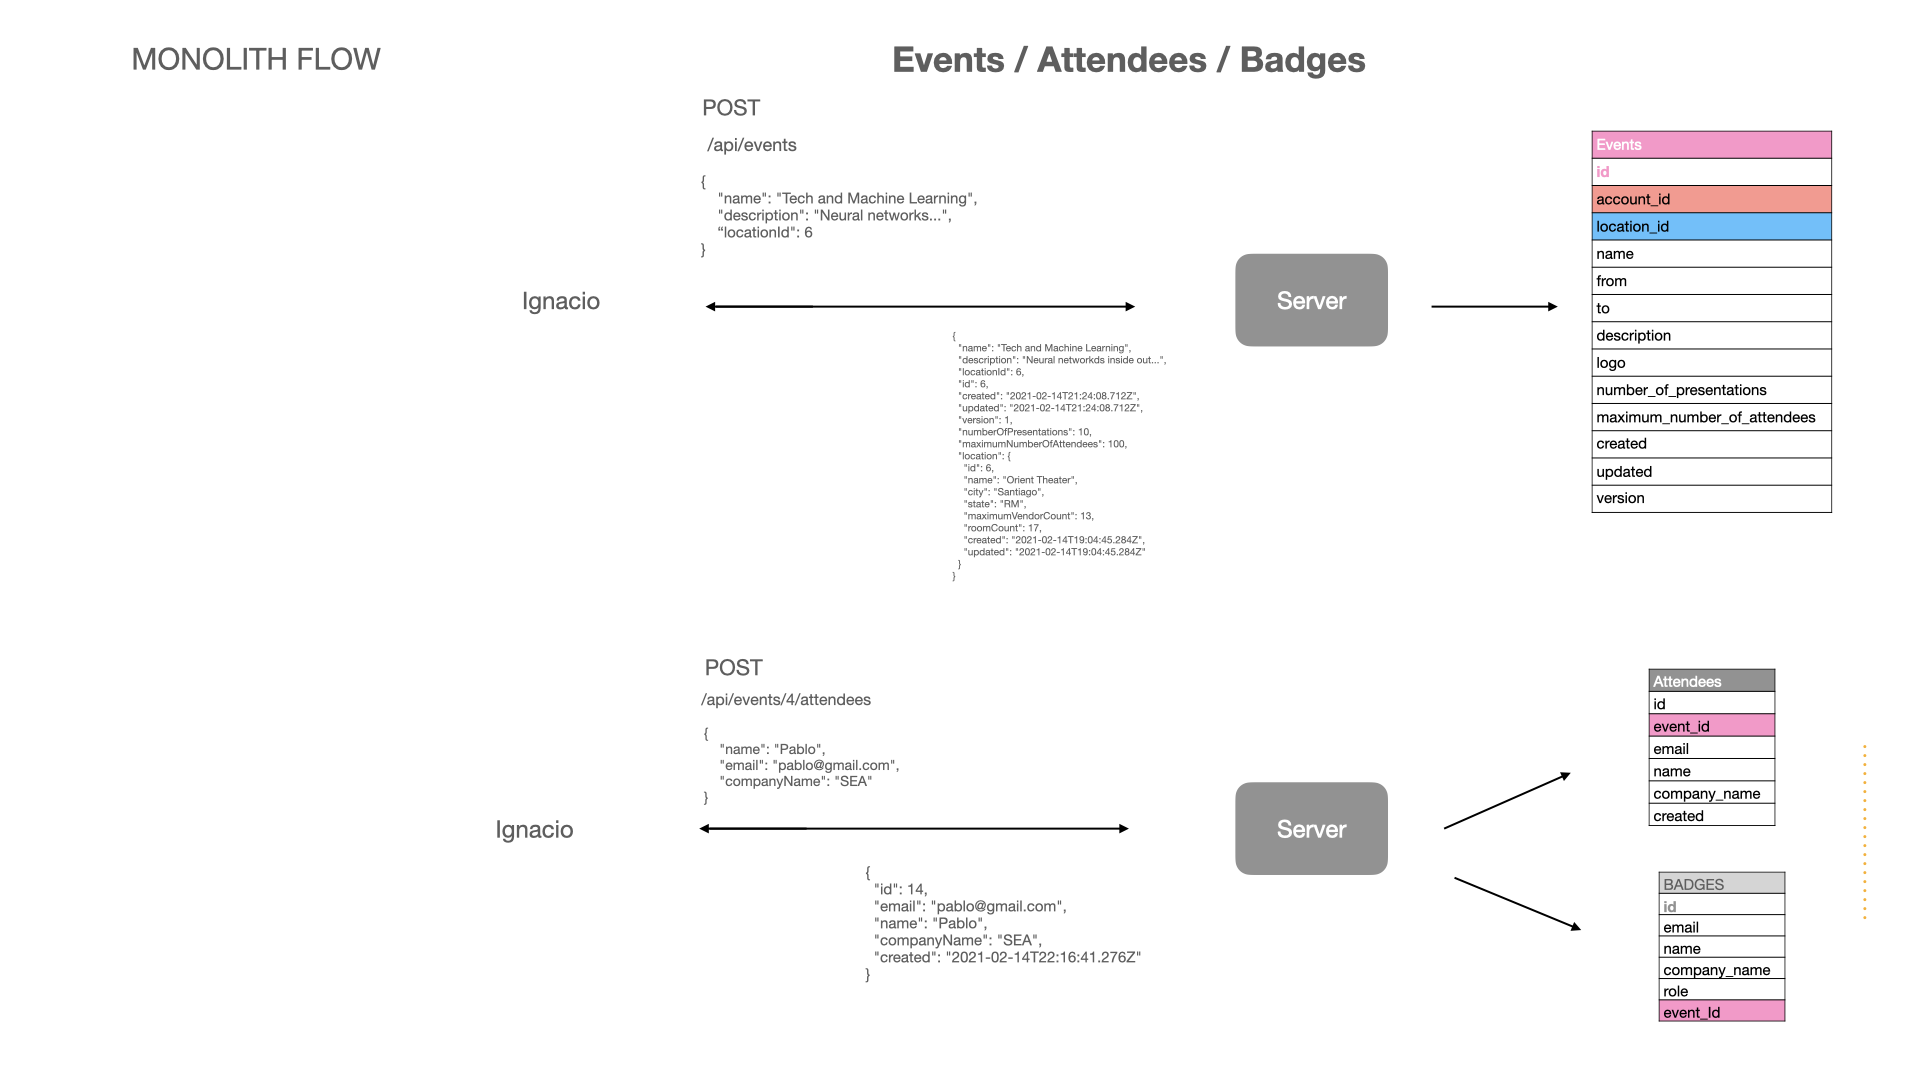 MONOLITH FLOW
Events / Attendees / Badges
POST
/api/events
{
"name": "Tech and Machine Learning",
"description": "Neural networks...",
“locationId": 6
}
Ignacio
Server
{
"name": "Tech and Machine Learning",
"description": "Neural networkds inside out...",
"locationId": 6,
"id": 6,
"created": "2021-02-14T21:24:08.712Z",
"updated": "2021-02-14T21:24:08.712Z",
"version": 1,
"numberOfPresentations": 10,
"maximumNumberOfAttendees": 100,
"location": {
"id": 6,
"name": "Orient Theater",
"city": "Santiago",
"state": "RM",
"maximumVendorCount": 13,
"roomCount": 17,
"created": "2021-02-14T19:04:45.284Z",
"updated": "2021-02-14T19:04:45.284Z"
}
}
Events
id
account_id
location_id
name
from
to
description
logo
number_of_presentations
maximum_number_of_attendees
created
updated
version
POST
/api/events/4/attendees
{
"name": "Pablo",
"email": "pablo@gmail.com",
"companyName": "SEA"
}
Ignacio
Server
{
"id": 14,
"email": "pablo@gmail.com",
"name": "Pablo",
"companyName": "SEA",
"created": "2021-02-14T22:16:41.276Z"
}
Attendees
id
event_id
email
name
company_name
created
BADGES
id
email
name
company_name
role
event_Id